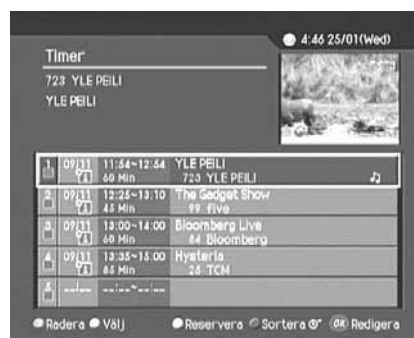 4:46 25/01(Wed)
Timer
723 YLE PEILI
YLE PEILI
1 09/11 11:54~12:54 YLE PEILI
60 Min 723 YLE PEILI
2 09/11 12:25~13:10 The Gadget Show
45 Min 99 five
3 09/11 13:00~14:00 Bloomberg Live
60 Min 84 Bloomberg
4 09/11 13:35~15:00 Hysteria
85 Min 25 TCM
5 --/-- --:--~--:--
Radera Välj Reservera Sortera OK Redigera